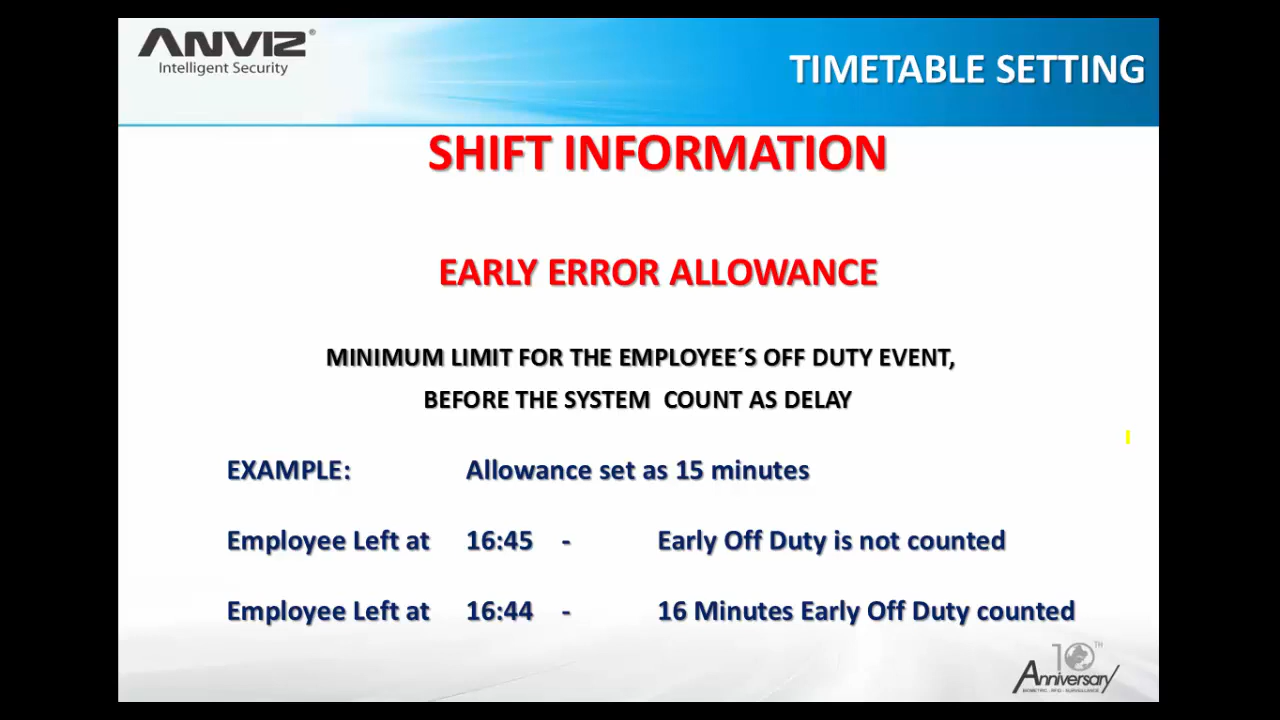 ANVIZ®
Intelligent Security
TIMETABLE SETTING
SHIFT INFORMATION
EARLY ERROR ALLOWANCE
MINIMUM LIMIT FOR THE EMPLOYEE´S OFF DUTY EVENT,
BEFORE THE SYSTEM COUNT AS DELAY
EXAMPLE: Allowance set as 15 minutes
Employee Left at 16:45 - Early Off Duty is not counted
Employee Left at 16:44 - 16 Minutes Early Off Duty counted
10TH
Anniversary